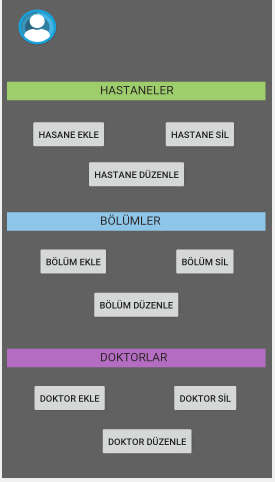 HASTANELER
HASANE EKLE HASTANE SİL
HASTANE DÜZENLE
BÖLÜMLER
BÖLÜM EKLE BÖLÜM SİL
BÖLÜM DÜZENLE
DOKTORLAR
DOKTOR EKLE DOKTOR SİL
DOKTOR DÜZENLE